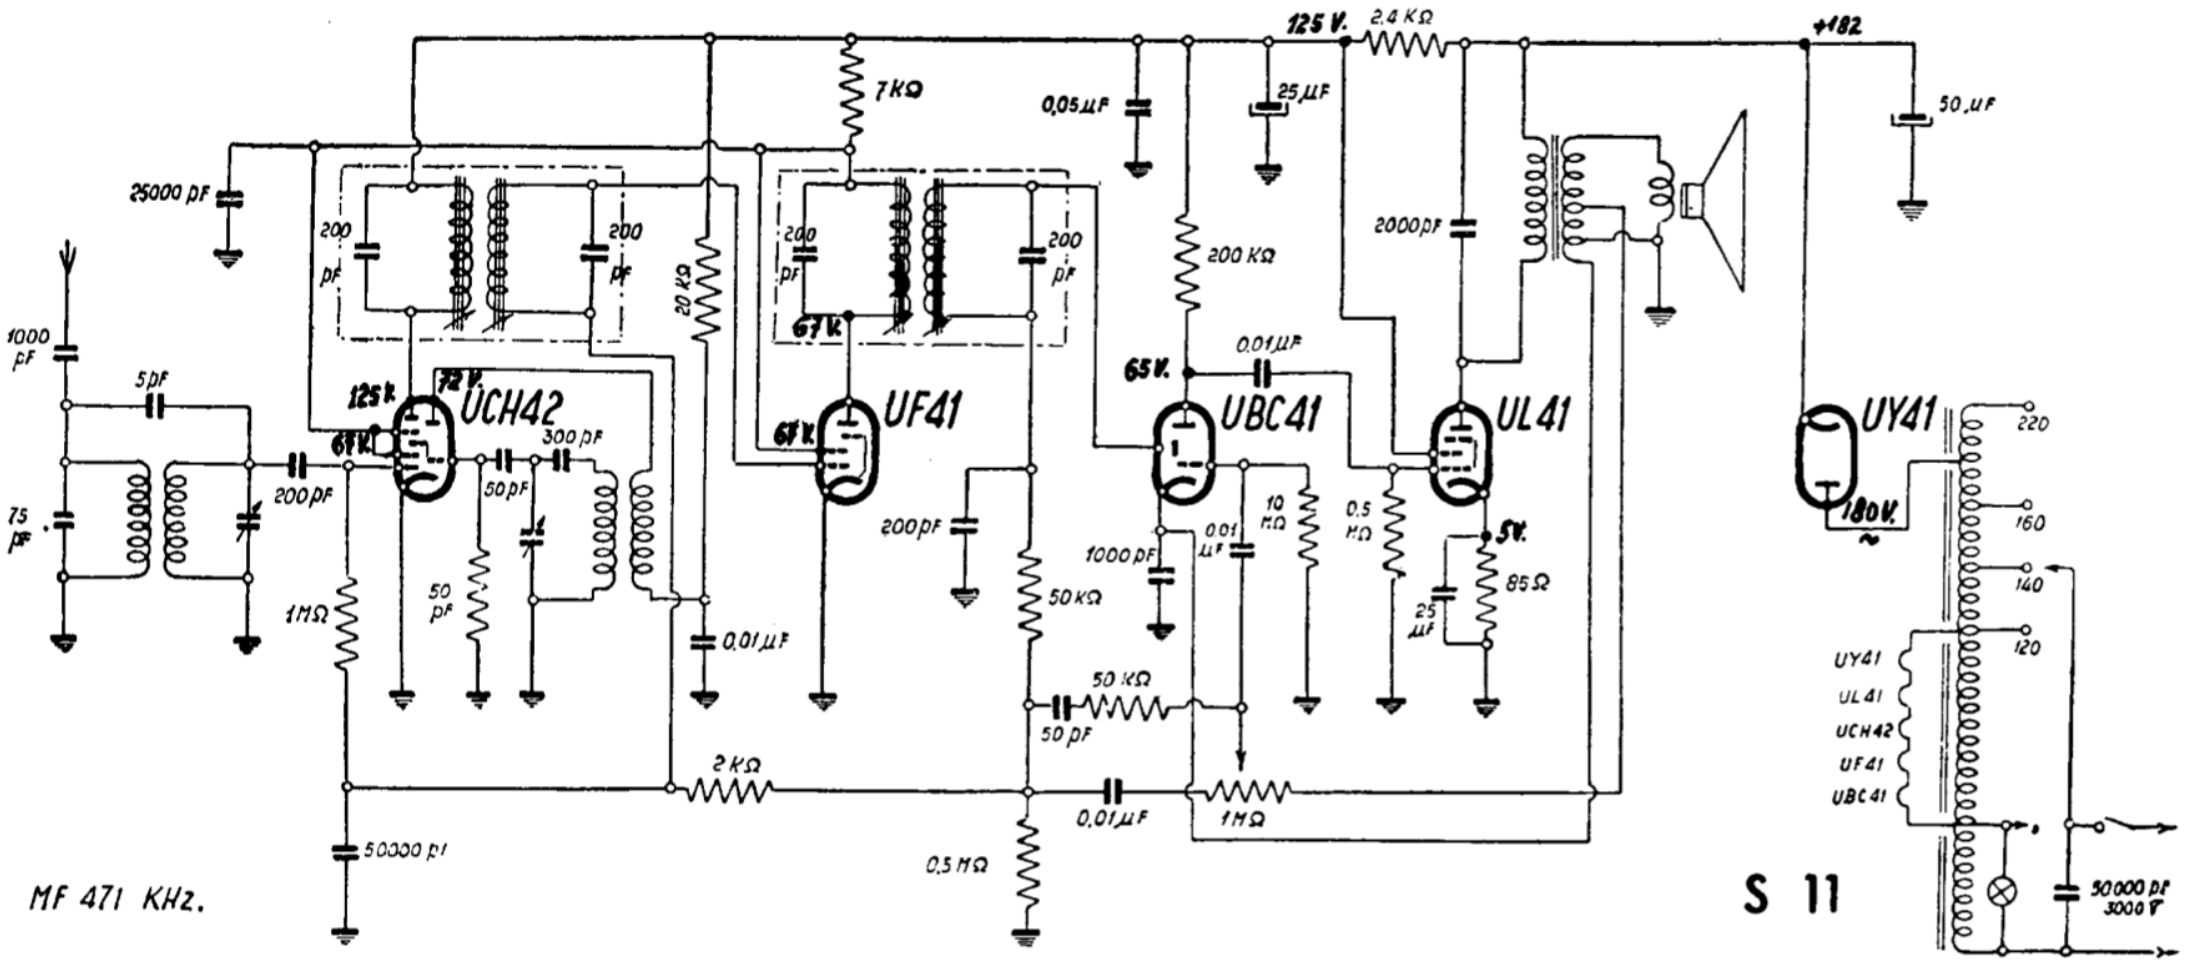 125 V.
2.4 KΩ
+182
7 KΩ
0,05 µF
25 µF
50 µF
25000 pF
200
pF
200
pF
20 KΩ
200
pF
200
pF
200 KΩ
2000 pF
1000
pF
5 pF
67 V.
125 V.
72 V.
UCH42
67 V.
300 pF
UF41
67 V.
65 V.
0,01 µF
UBC41
UL41
UY41
220
200 pF
50 pF
75
pF
1 MΩ
50
pF
0,01 µF
200 pF
50 KΩ
1000 pF
0,01
µF
10
MΩ
0.5
MΩ
5 V.
85 Ω
25
µF
180 V.
~
160
140
120
50 KΩ
50 pF
2 KΩ
0,01 µF
1 MΩ
50000 pf
0,5 MΩ
UY41
UL41
UCH42
UF41
UBC41
MF 471 KHz.
S 11
50000 pF
3000 V